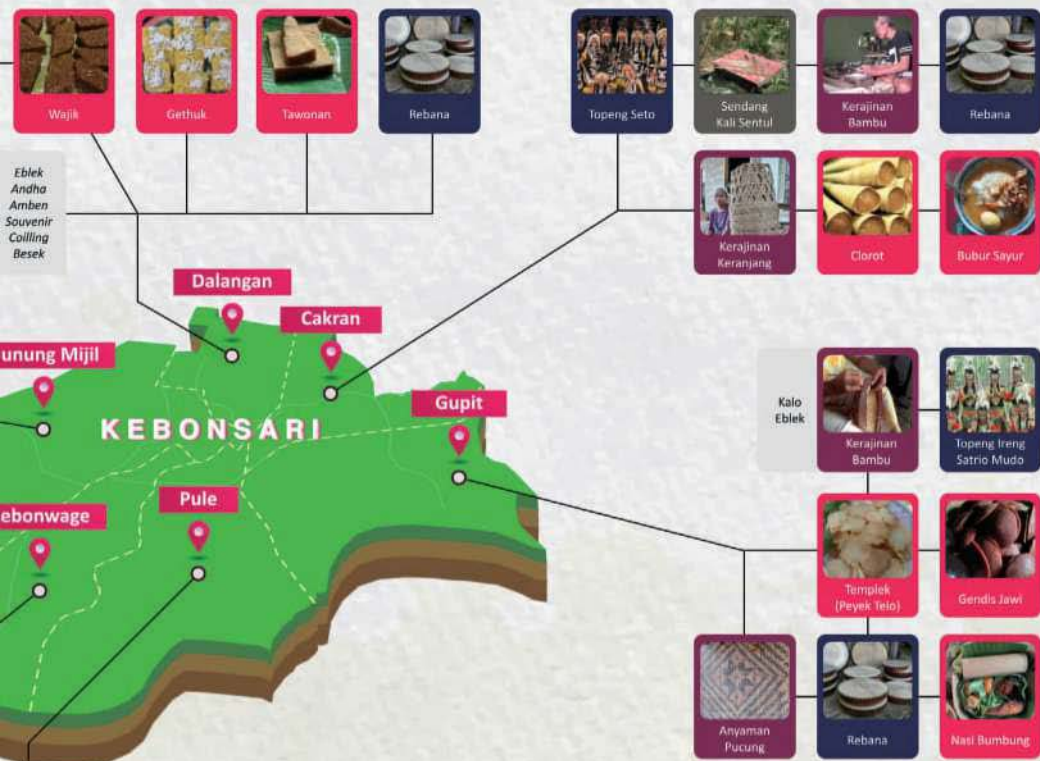 Wajik
Gethuk
Tawonan
Rebana
Topeng Seto
Sendang
Kali Sentul
Kerajinan
Bambu
Rebana
Eblek
Andha
Amben
Souvenir
Coilling
Besek
Kerajinan
Keranjang
Clorot
Bubur Sayur
Dalangan
Cakran
unung Mijil
Gupit
KEBONSARI
Pule
ebonwage
Kalo
Eblek
Kerajinan
Bambu
Topeng Ireng
Satrio Mudo
Templek
(Peyek Telo)
Gendis Jawi
Anyaman
Pucung
Rebana
Nasi Bumbung